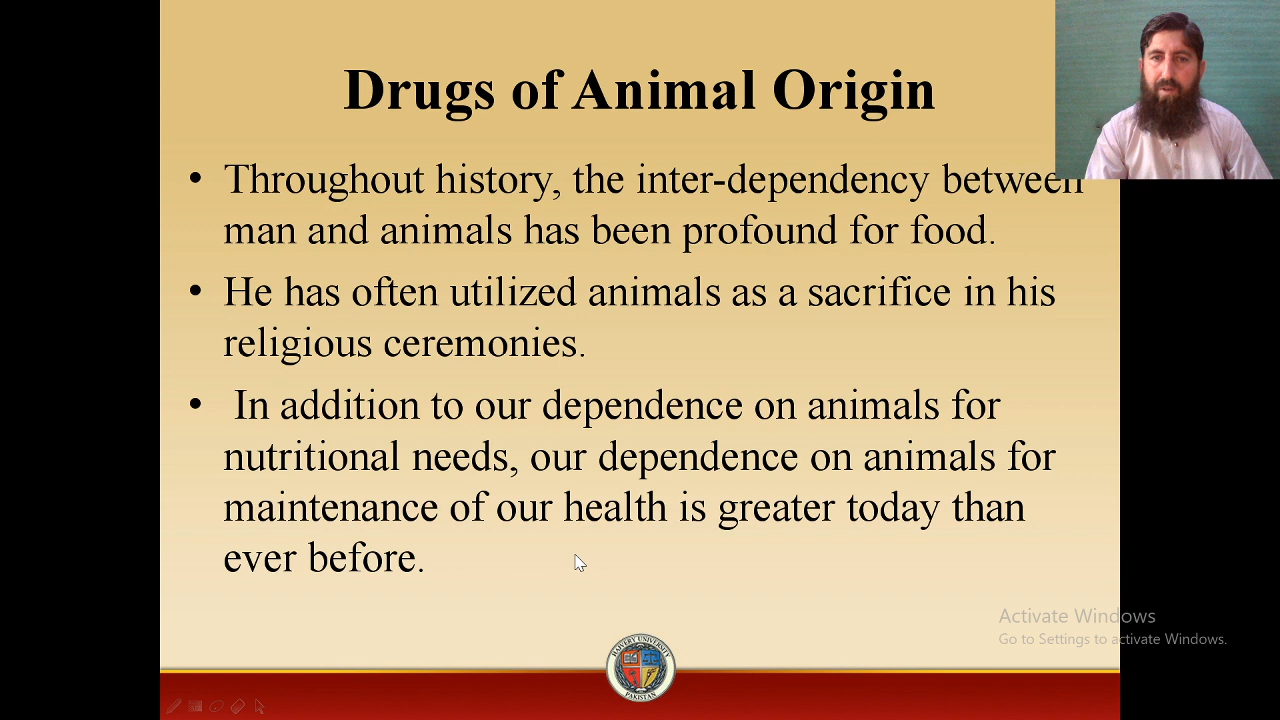 Drugs of Animal Origin
• Throughout history, the inter-dependency between
man and animals has been profound for food.
• He has often utilized animals as a sacrifice in his
religious ceremonies.
• In addition to our dependence on animals for
nutritional needs, our dependence on animals for
maintenance of our health is greater today than
ever before.
Activate Windows
Go to Settings to activate Windows.
PAKISTAN